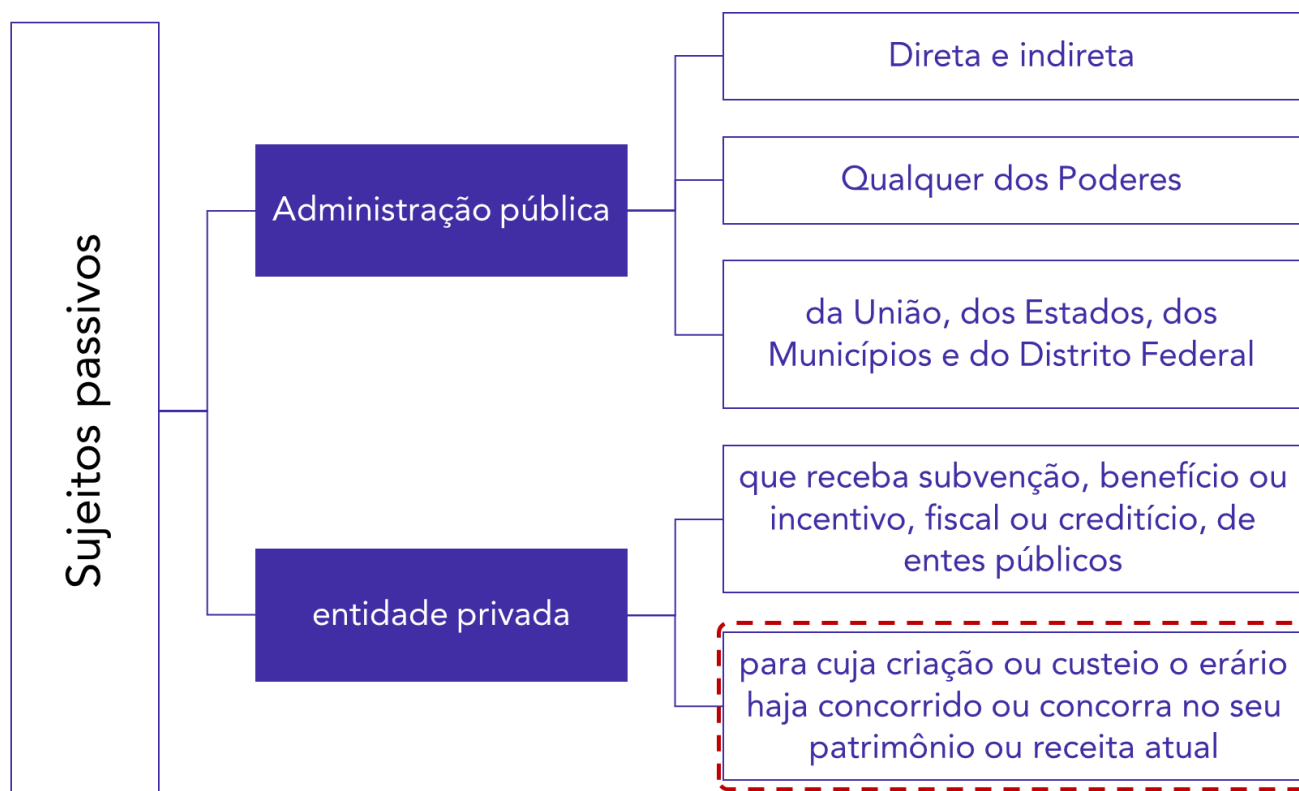 Sujeitos passivos
Administração pública
Direta e indireta
Qualquer dos Poderes
da União, dos Estados, dos
Municípios e do Distrito Federal
entidade privada
que receba subvenção, benefício ou
incentivo, fiscal ou creditício, de
entes públicos
para cuja criação ou custeio o erário
haja concorrido ou concorra no seu
patrimônio ou receita atual